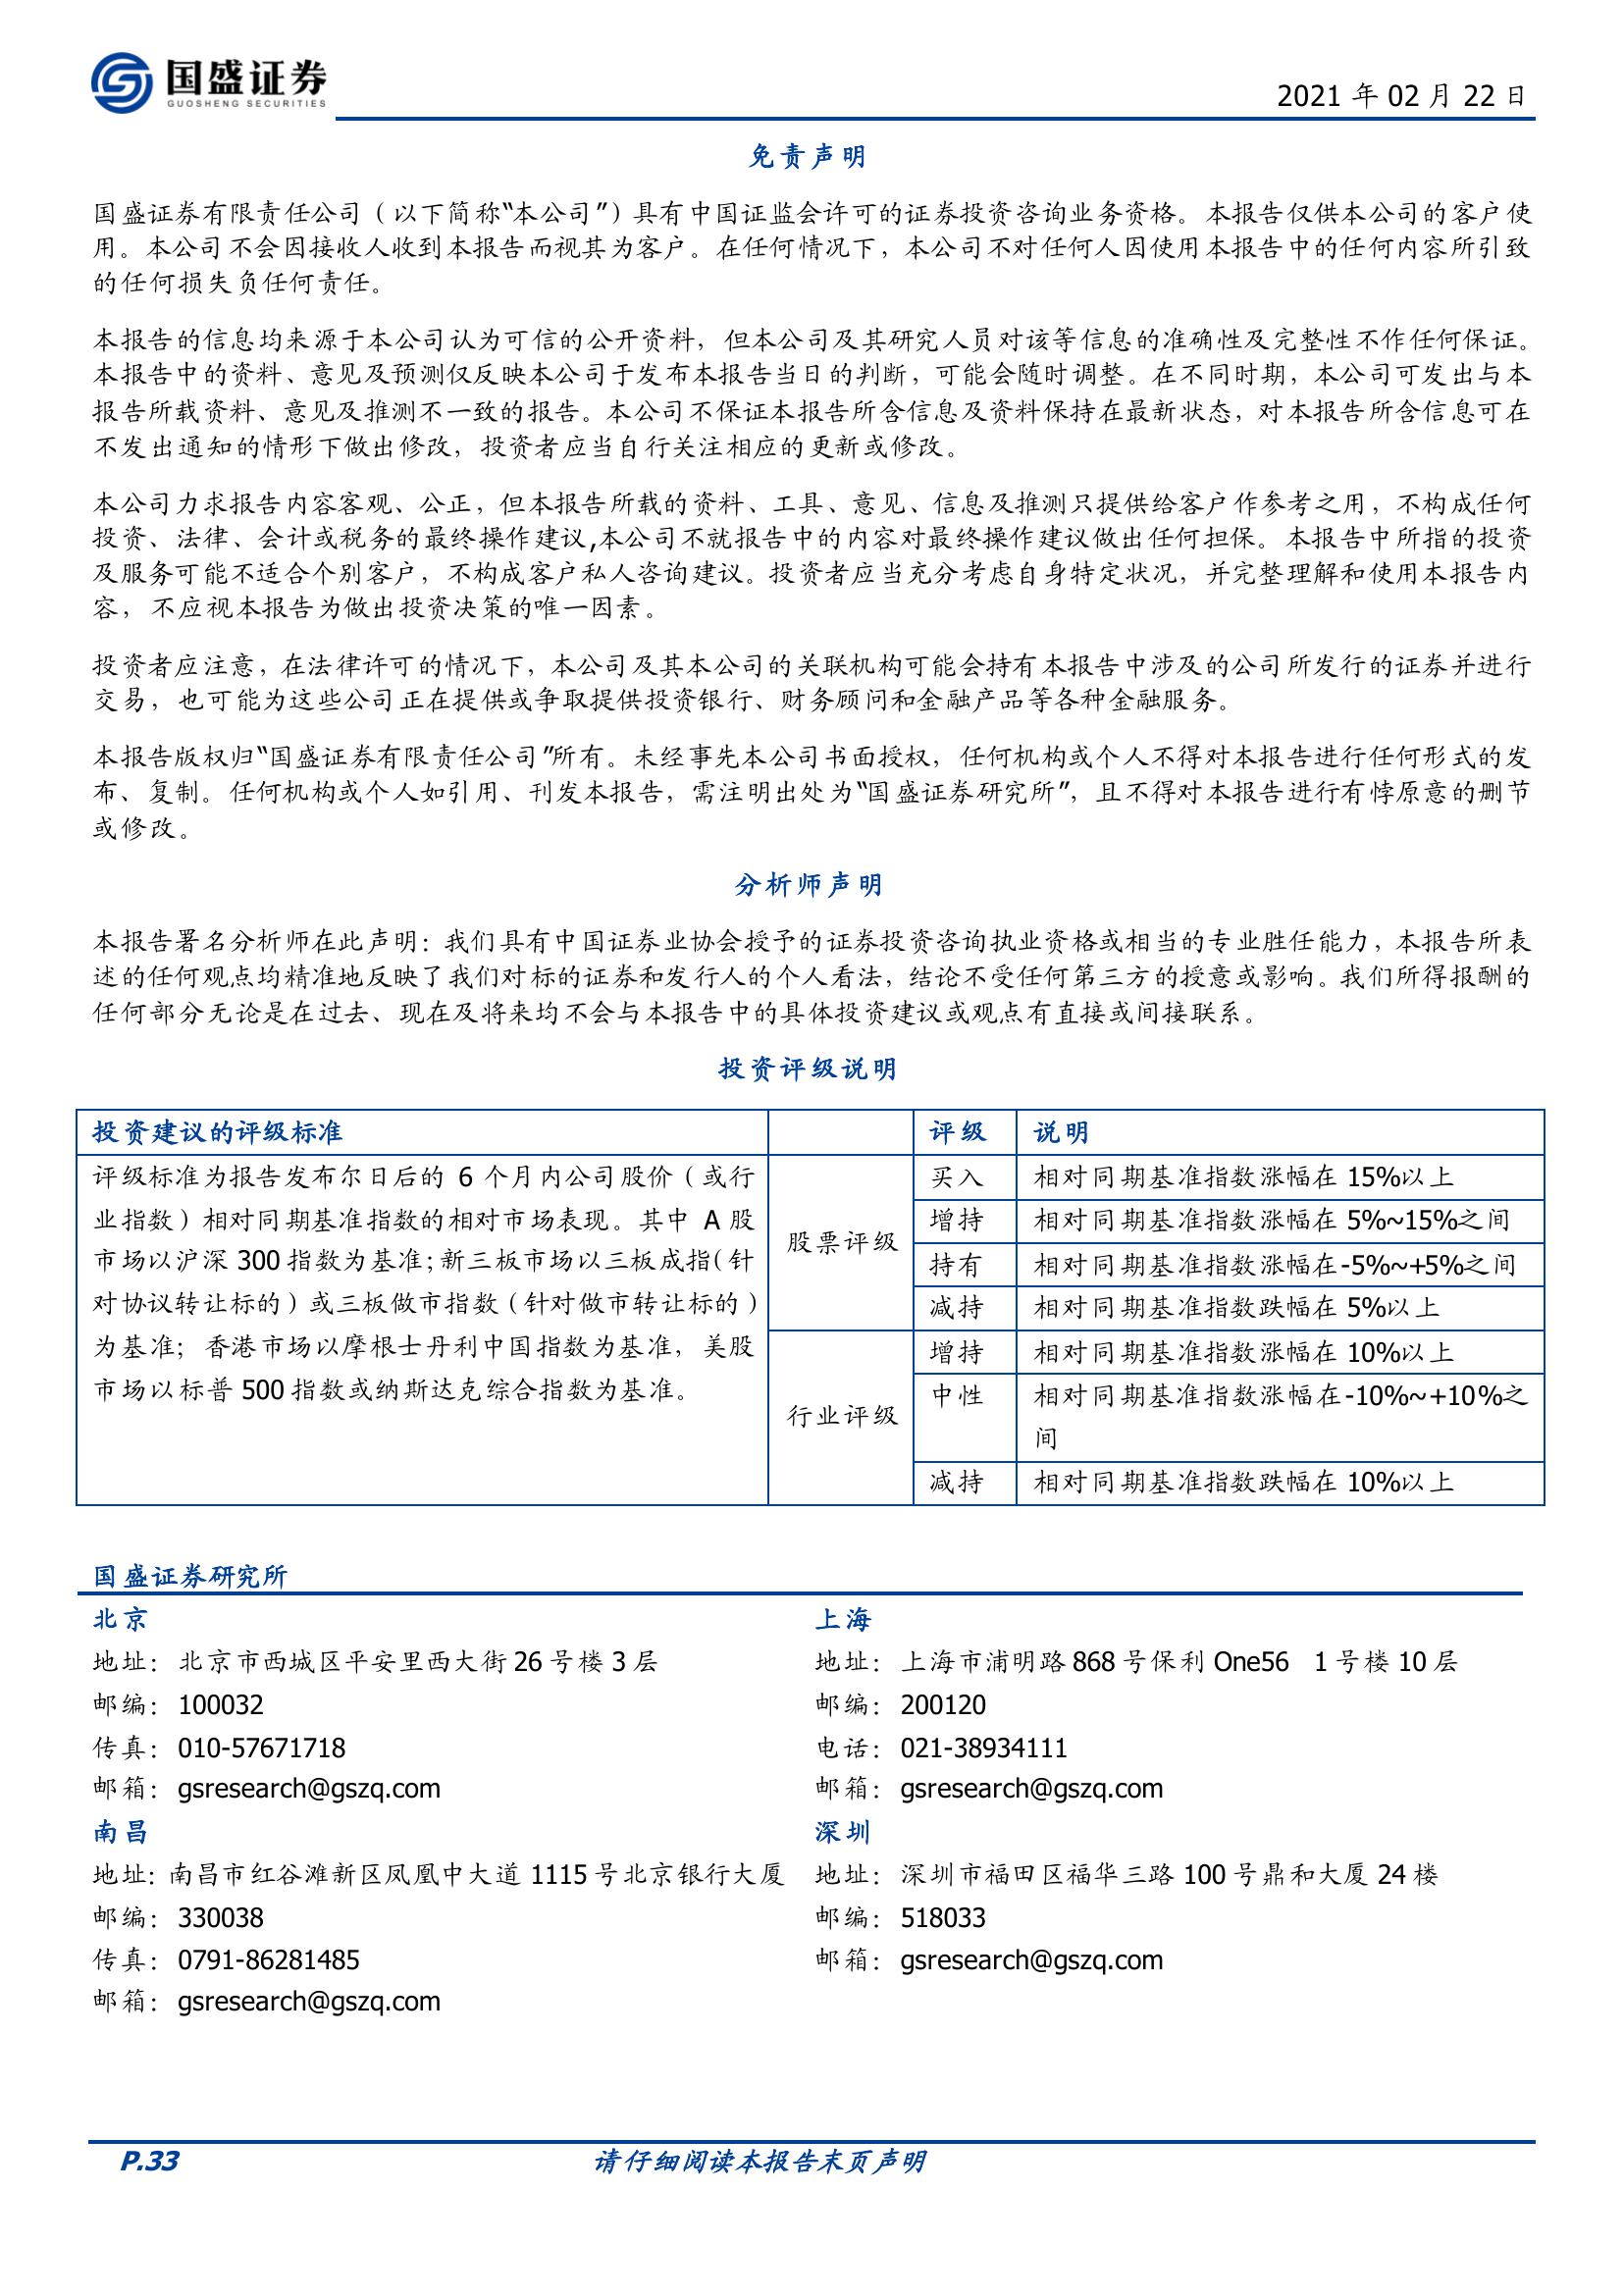 国盛证券
GUOSHENG SECURITIES
2021 年 02 月 22 日
免责声明
国盛证券有限责任公司（以下简称“本公司”）具有中国证监会许可的证券投资咨询业务资格。本报告仅供本公司的客户使
用。本公司不会因接收人收到本报告而视其为客户。在任何情况下，本公司不对任何人因使用本报告中的任何内容所引致
的任何损失负任何责任。
本报告的信息均来源于本公司认为可信的公开资料，但本公司及其研究人员对该等信息的准确性及完整性不作任何保证。
本报告中的资料、意见及预测仅反映本公司于发布本报告当日的判断，可能会随时调整。在不同时期，本公司可发出与本
报告所载资料、意见及推测不一致的报告。本公司不保证本报告所含信息及资料保持在最新状态，对本报告所含信息可在
不发出通知的情形下做出修改，投资者应当自行关注相应的更新或修改。
本公司力求报告内容客观、公正，但本报告所载的资料、工具、意见、信息及推测只提供给客户作参考之用，不构成任何
投资、法律、会计或税务的最终操作建议,本公司不就报告中的内容对最终操作建议做出任何担保。本报告中所指的投资
及服务可能不适合个别客户，不构成客户私人咨询建议。投资者应当充分考虑自身特定状况，并完整理解和使用本报告内
容，不应视本报告为做出投资决策的唯一因素。
投资者应注意，在法律许可的情况下，本公司及其本公司的关联机构可能会持有本报告中涉及的公司所发行的证券并进行
交易，也可能为这些公司正在提供或争取提供投资银行、财务顾问和金融产品等各种金融服务。
本报告版权归“国盛证券有限责任公司”所有。未经事先本公司书面授权，任何机构或个人不得对本报告进行任何形式的发
布、复制。任何机构或个人如引用、刊发本报告，需注明出处为“国盛证券研究所”，且不得对本报告进行有悖原意的删节
或修改。
分析师声明
本报告署名分析师在此声明：我们具有中国证券业协会授予的证券投资咨询执业资格或相当的专业胜任能力，本报告所表
述的任何观点均精准地反映了我们对标的证券和发行人的个人看法，结论不受任何第三方的授意或影响。我们所得报酬的
任何部分无论是在过去、现在及将来均不会与本报告中的具体投资建议或观点有直接或间接联系。
投资评级说明
投资建议的评级标准 评级 说明
评级标准为报告发布尔日后的 6 个月内公司股价（或行
业指数）相对同期基准指数的相对市场表现。其中 A 股
市场以沪深 300 指数为基准；新三板市场以三板成指（针
对协议转让标的）或三板做市指数（针对做市转让标的）
为基准；香港市场以摩根士丹利中国指数为基准，美股
市场以标普 500 指数或纳斯达克综合指数为基准。
股票评级
买入 相对同期基准指数涨幅在 15%以上
增持 相对同期基准指数涨幅在 5%~15%之间
持有 相对同期基准指数涨幅在-5%~+5%之间
减持 相对同期基准指数跌幅在 5%以上
行业评级
增持 相对同期基准指数涨幅在 10%以上
中性 相对同期基准指数涨幅在-10%~+10%之
间
减持 相对同期基准指数跌幅在 10%以上
国盛证券研究所
北京
地址：北京市西城区平安里西大街 26 号楼 3 层
邮编：100032
传真：010-57671718
邮箱：gsresearch@gszq.com
南昌
地址：南昌市红谷滩新区凤凰中大道 1115 号北京银行大厦
邮编：330038
传真：0791-86281485
邮箱：gsresearch@gszq.com
上海
地址：上海市浦明路 868 号保利 One56 1 号楼 10 层
邮编：200120
电话：021-38934111
邮箱：gsresearch@gszq.com
深圳
地址：深圳市福田区福华三路 100 号鼎和大厦 24 楼
邮编：518033
邮箱：gsresearch@gszq.com
P.33 请仔细阅读本报告末页声明